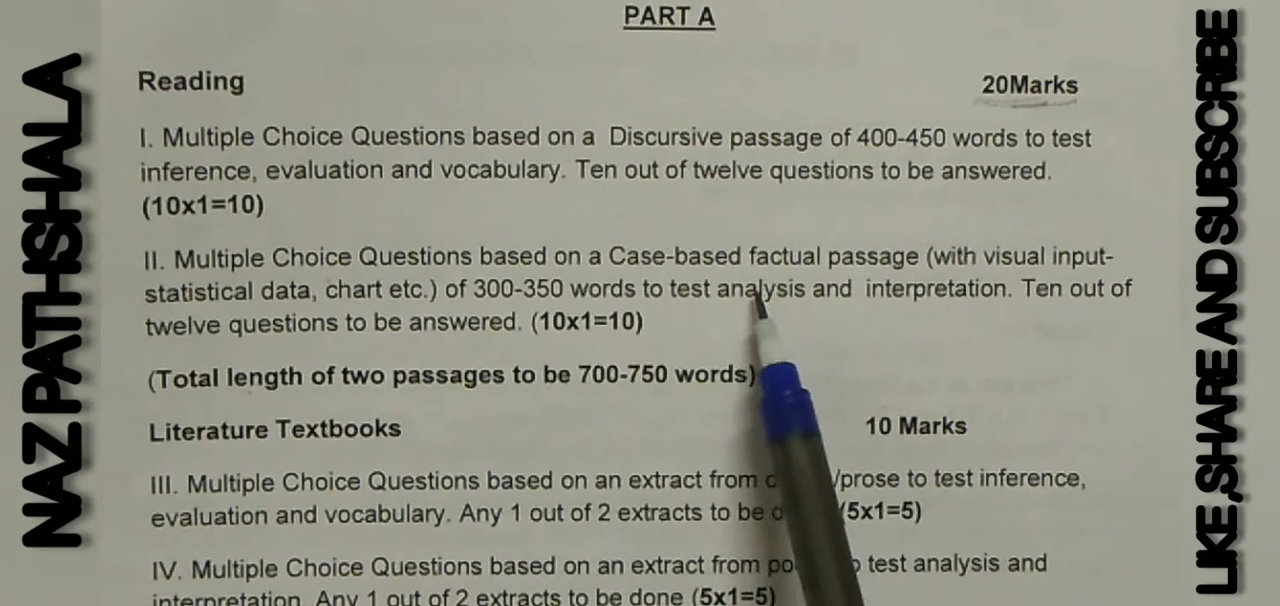 NAZ PATHSHALA
PART A
Reading 20Marks
I. Multiple Choice Questions based on a Discursive passage of 400-450 words to test
inference, evaluation and vocabulary. Ten out of twelve questions to be answered.
(10x1=10)
II. Multiple Choice Questions based on a Case-based factual passage (with visual input-
statistical data, chart etc.) of 300-350 words to test analysis and interpretation. Ten out of
twelve questions to be answered. (10x1=10)
(Total length of two passages to be 700-750 words)
Literature Textbooks 10 Marks
III. Multiple Choice Questions based on an extract from /prose to test inference,
evaluation and vocabulary. Any 1 out of 2 extracts to be (5x1=5)
IV. Multiple Choice Questions based on an extract from test analysis and
interpretation. Any 1 out of 2 extracts to be done (5x1=5)
LIKE,SHARE AND SUBSCRIBE